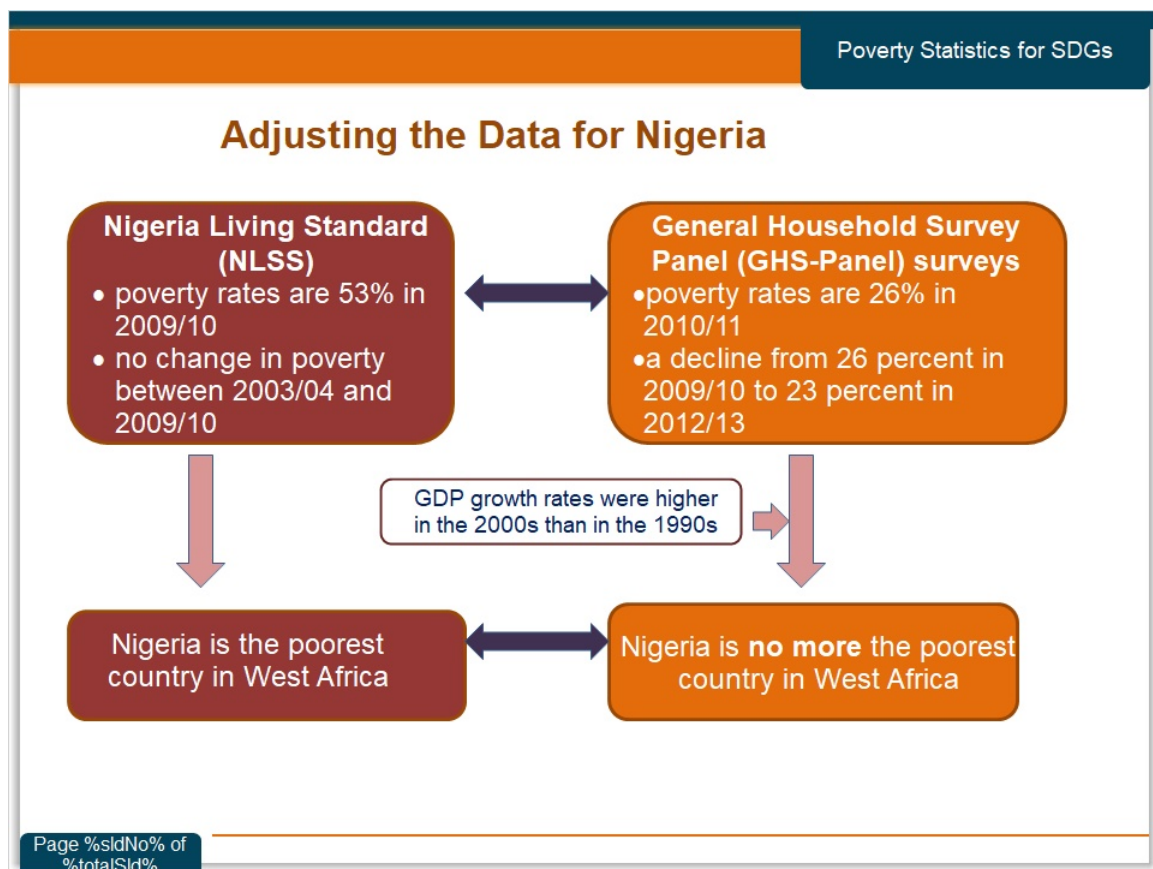 Poverty Statistics for SDGs
Adjusting the Data for Nigeria
Nigeria Living Standard
(NLSS)
• poverty rates are 53% in
2009/10
• no change in poverty
between 2003/04 and
2009/10
General Household Survey
Panel (GHS-Panel) surveys
•poverty rates are 26% in
2010/11
•a decline from 26 percent in
2009/10 to 23 percent in
2012/13
GDP growth rates were higher
in the 2000s than in the 1990s
Nigeria is the poorest
country in West Africa
Nigeria is no more the poorest
country in West Africa
Page %sldNo% of
%totalSld%